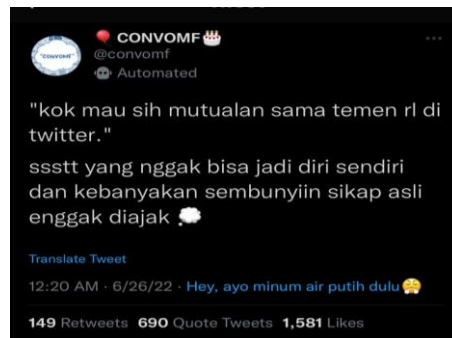 CONVOMF
@convomf
Automated
"kok mau sih mutualan sama temen rl di
twitter."
ssstt yang nggak bisa jadi diri sendiri
dan kebanyakan sembunyiin sikap asli
enggak diajak
Translate Tweet
12:20 AM · 6/26/22 · Hey, ayo minum air putih dulu
149 Retweets 690 Quote Tweets 1,581 Likes